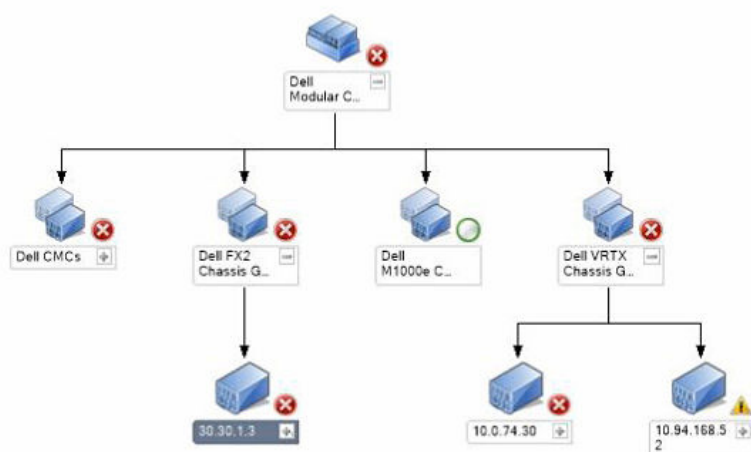 Dell
Modular C...
Dell CMCs
Dell FX2
Chassis G...
Dell
M1000e C...
Dell VRTX
Chassis G...
30.30.1.3
10.0.74.30
10.94.168.5
2